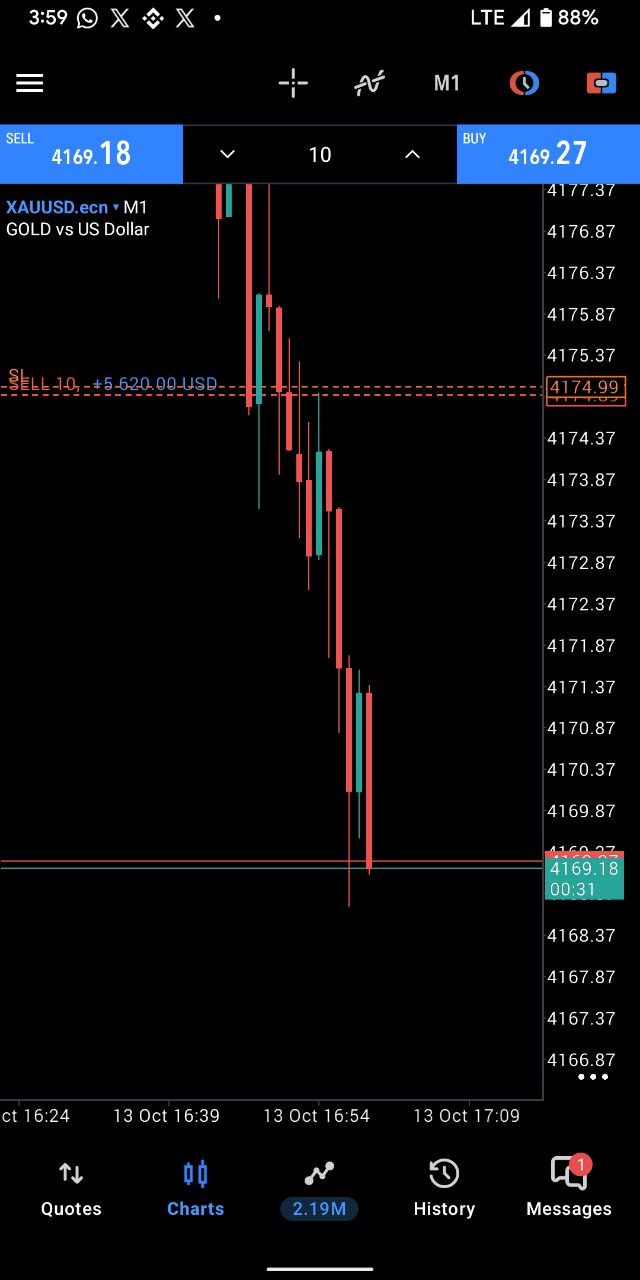 3:59
LTE 88%
M1
SELL
4169.18
10
BUY
4169.27
XAUUSD.ecn ▾ M1
GOLD vs US Dollar
SL
SELL 10, +5 620.00 USD
4177.37
4176.87
4176.37
4175.87
4175.37
4174.99
4174.37
4173.87
4173.37
4172.87
4172.37
4171.87
4171.37
4170.87
4170.37
4169.87
4169.18
00:31
4168.37
4167.87
4167.37
4166.87
ct 16:24
13 Oct 16:39
13 Oct 16:54
13 Oct 17:09
Quotes
Charts
2.19M
History
1
Messages